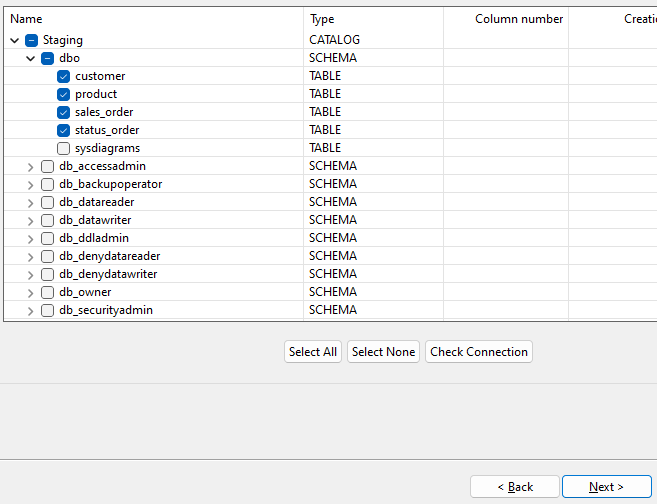 Name Type Column number Creati
Staging CATALOG
dbo SCHEMA
customer TABLE
product TABLE
sales_order TABLE
status_order TABLE
sysdiagrams TABLE
db_accessadmin SCHEMA
db_backupoperator SCHEMA
db_datareader SCHEMA
db_datawriter SCHEMA
db_ddladmin SCHEMA
db_denydatareader SCHEMA
db_denydatawriter SCHEMA
db_owner SCHEMA
db_securityadmin SCHEMA
Select All Select None Check Connection
< Back Next >